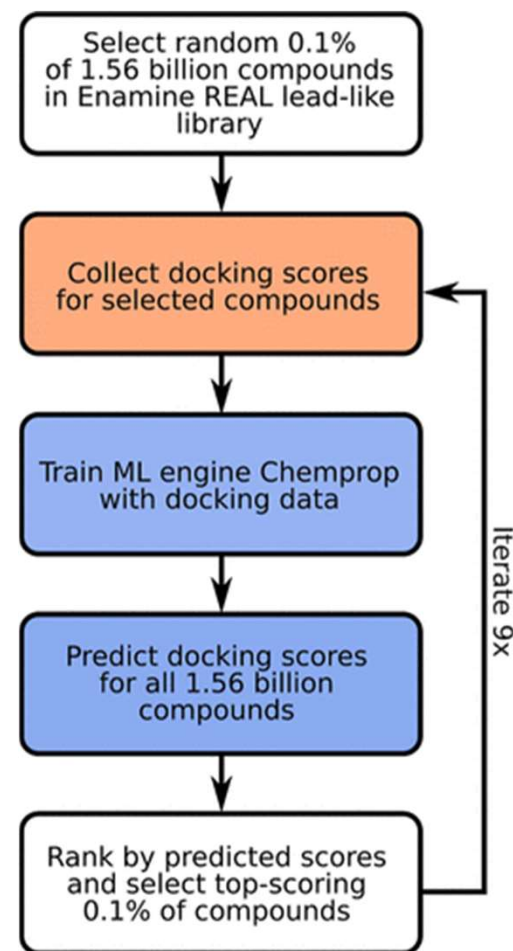 Select random 0.1%
of 1.56 billion compounds
in Enamine REAL lead-like
library
Collect docking scores
for selected compounds
Train ML engine Chemprop
with docking data
Predict docking scores
for all 1.56 billion
compounds
Rank by predicted scores
and select top-scoring
0.1% of compounds
Iterate 9x